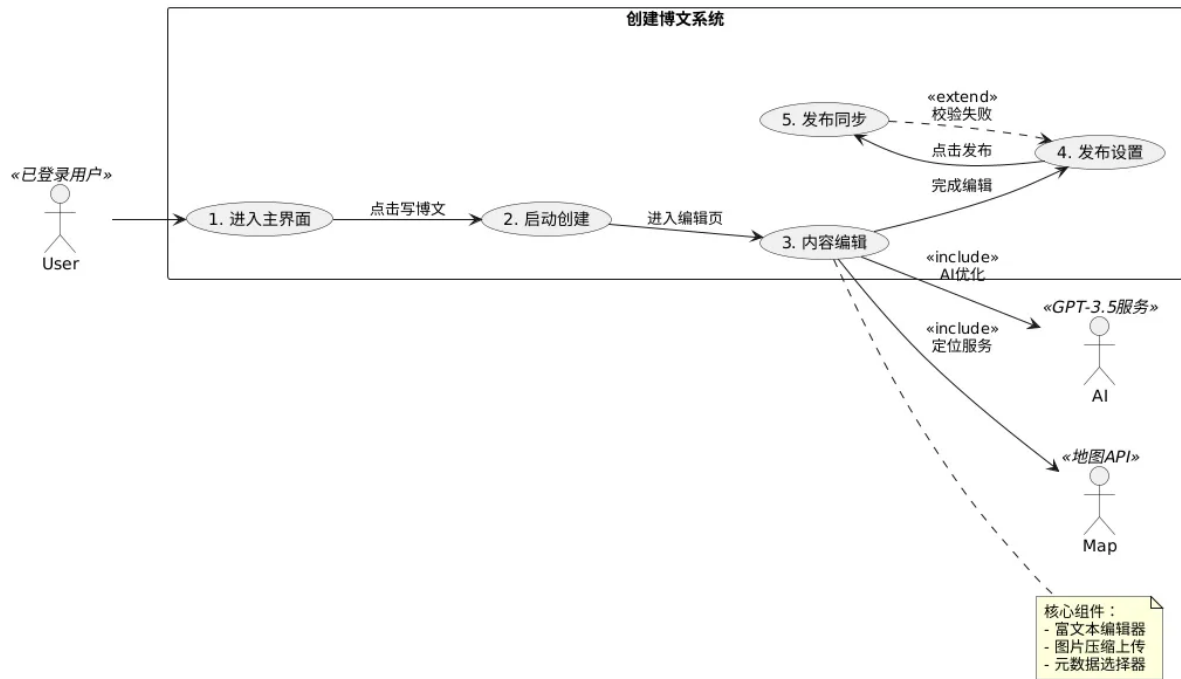 创建博文系统
«已登录用户»
User
1. 进入主界面
点击写博文
2. 启动创建
进入编辑页
3. 内容编辑
5. 发布同步
«extend»
校验失败
点击发布
4. 发布设置
完成编辑
«include»
AI优化
«include»
定位服务
«GPT-3.5服务»
AI
«地图API»
Map
核心组件：
- 富文本编辑器
- 图片压缩上传
- 元数据选择器